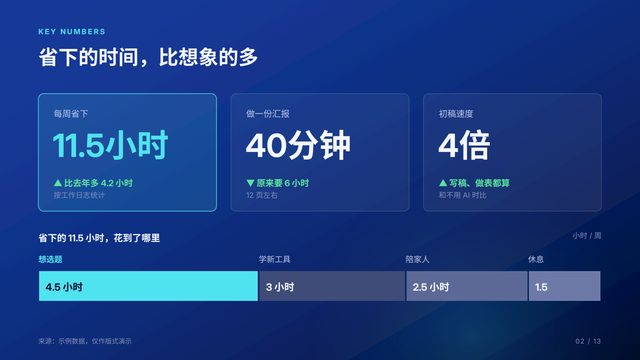 KEY NUMBERS
省下的时间，比想象的多
每周省下
11.5小时
▲ 比去年多 4.2 小时
按工作日志统计
做一份汇报
40分钟
▼ 原来要 6 小时
12 页左右
初稿速度
4倍
▲ 写稿、做表都算
和不用 AI 时比
省下的 11.5 小时，花到了哪里
小时 / 周
想选题
学新工具
陪家人
休息
4.5 小时
3 小时
2.5 小时
1.5
来源：示例数据，仅作版式演示
02 / 13